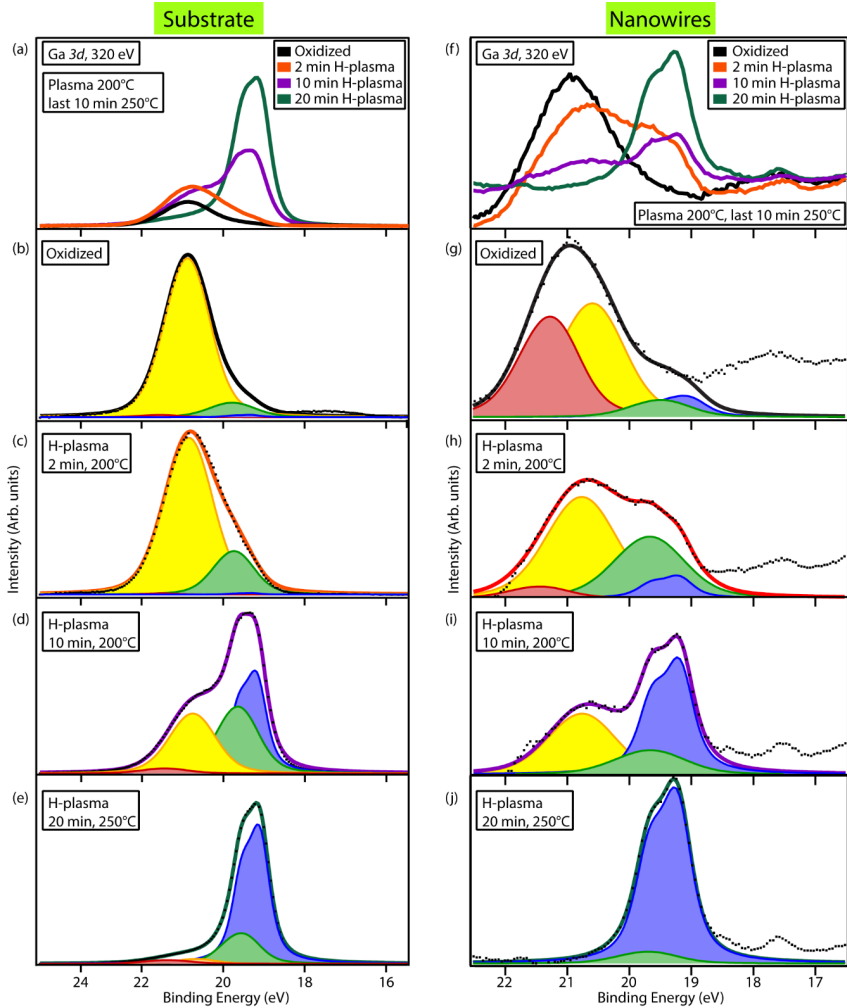 Substrate
Nanowires
(a)
Ga 3d, 320 eV
Plasma 200°C
last 10 min 250°C
Oxidized
2 min H-plasma
10 min H-plasma
20 min H-plasma
(f)
Ga 3d, 320 eV
Oxidized
2 min H-plasma
10 min H-plasma
20 min H-plasma
Plasma 200°C, last 10 min 250°C
(b)
Oxidized
(g)
Oxidized
(c)
H-plasma
2 min, 200°C
(h)
H-plasma
2 min, 200°C
Intensity (Arb. units)
Intensity (Arb. units)
(d)
H-plasma
10 min, 200°C
(i)
H-plasma
10 min, 200°C
(e)
H-plasma
20 min, 250°C
(j)
H-plasma
20 min, 250°C
24 22 20 18 16
Binding Energy (eV)
22 21 20 19 18 17
Binding Energy (eV)